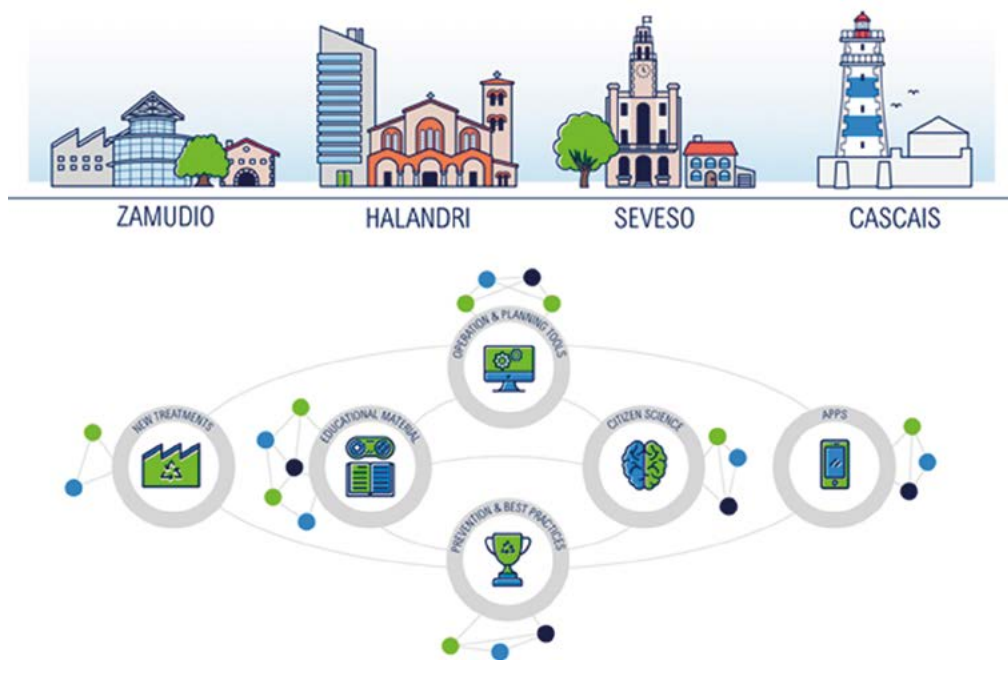 ZAMUDIO
HALANDRI
SEVESO
CASCAIS
OPERATION & PLANNING TOOLS
NEW TREATMENTS
EDUCATIONAL MATERIAL
CITIZEN SCIENCE
APPS
PREVENTION & BEST PRACTICES